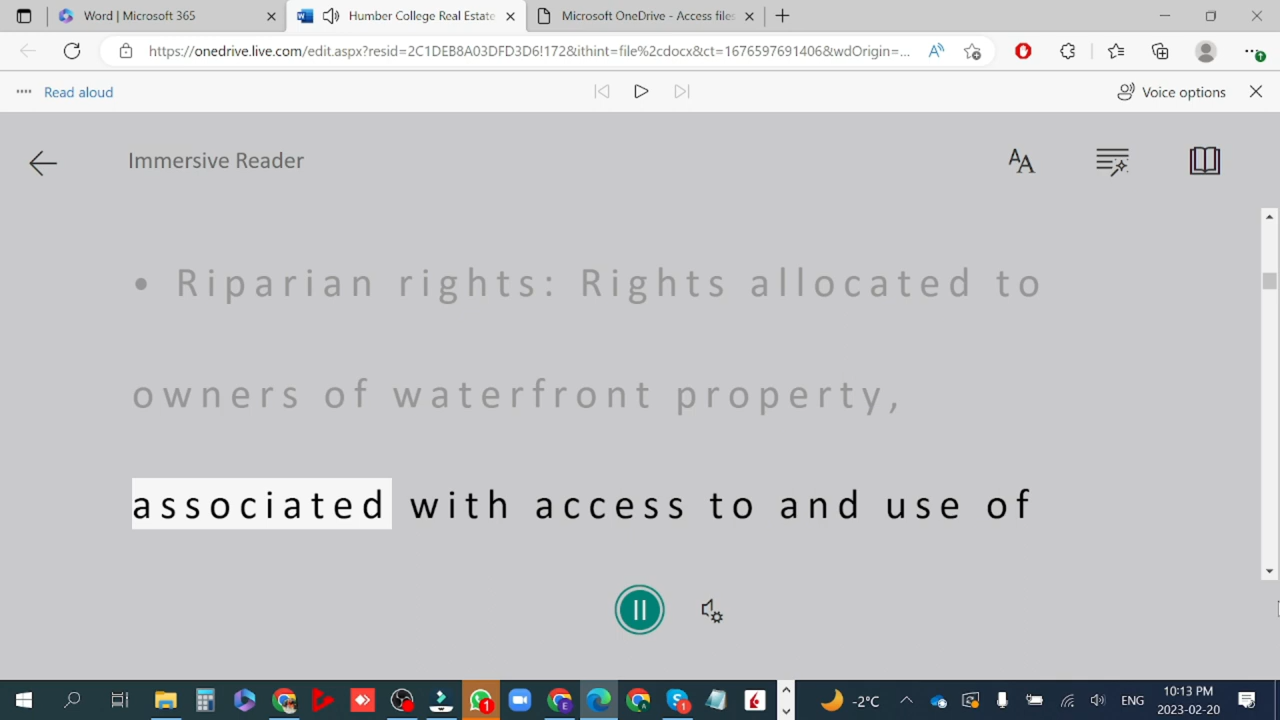 Word | Microsoft 365
Humber College Real Estate
Microsoft OneDrive - Access files
https://onedrive.live.com/edit.aspx?resid=2C1DEB8A03DFD3D6!172&ithint=file%2cdocx&ct=1676597691406&wdOrigin=...
Read aloud
Voice options
Immersive Reader
• Riparian rights: Rights allocated to
owners of waterfront property,
associated with access to and use of
-2°C
ENG
10:13 PM
2023-02-20